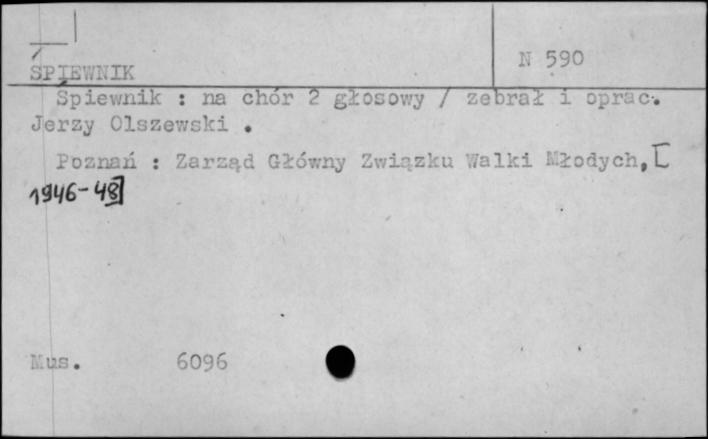 N 590
ŚPIEWNIK
Śpiewnik : na chór 2 głosowy / zebrał i oprac.
Jerzy Olszewski .
Poznań : Zarząd Główny Związku Walki Młodych, [
1946-48]
Mus. 6096